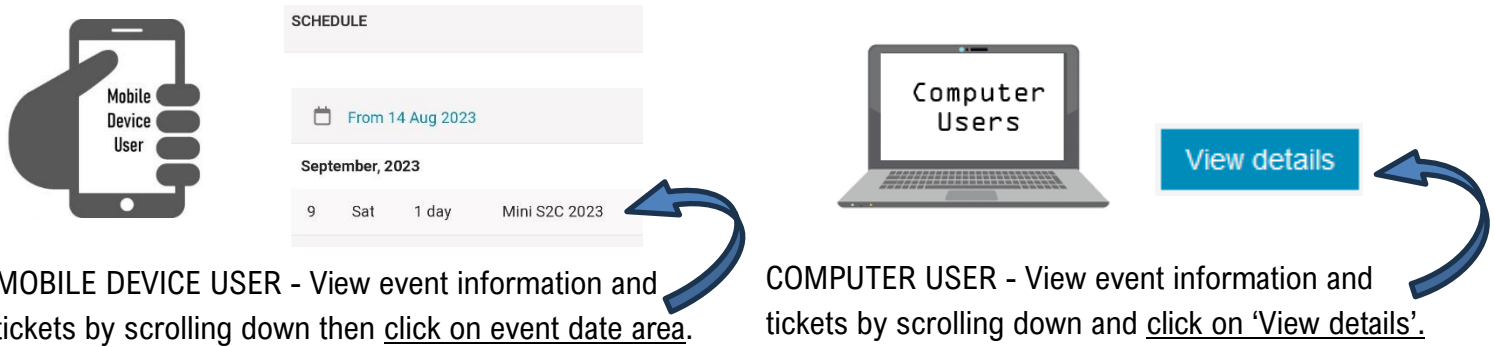 Mobile
Device
User
SCHEDULE
From 14 Aug 2023
September, 2023
9 Sat 1 day Mini S2C 2023
MOBILE DEVICE USER - View event information and
tickets by scrolling down then click on event date area.
Computer
Users
View details
COMPUTER USER - View event information and
tickets by scrolling down and click on ‘View details’.